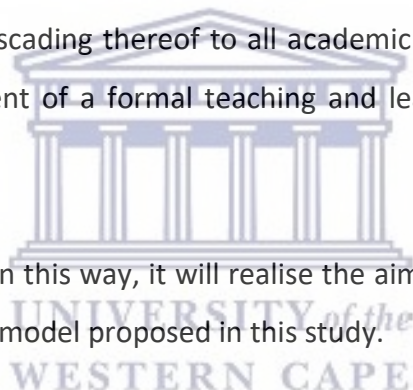 scading thereof to all academic
ent of a formal teaching and le
n this way, it will realise the aim
UNIVERSITY of the
model proposed in this study.
WESTERN CAPE